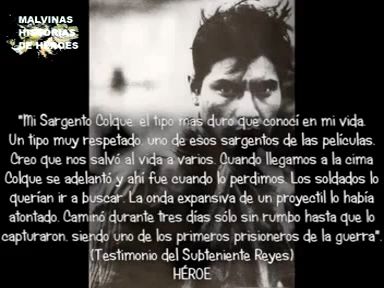 MALVINAS
HISTORIAS
DE HEROES
"Mi Sargento Colque, el tipo más duro que conocí en mi vida.
Un tipo muy respetado, uno de esos sargentos de las películas.
Creo que nos salvó al vida a varios. Cuando llegamos a la cima
Colque se adelantó y ahí fue cuando lo perdimos. Los soldados lo
querían ir a buscar. La onda expansiva de un proyectil lo había
atontado. Caminó durante tres días sólo sin rumbo hasta que lo
capturaron, siendo uno de los primeros prisioneros de la guerra".
(Testimonio del Subteniente Reyes)
HÉROE